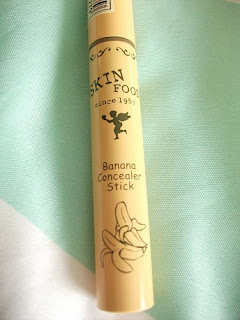 SKIN
FOOD
since 1957
Banana
Concealer
Stick